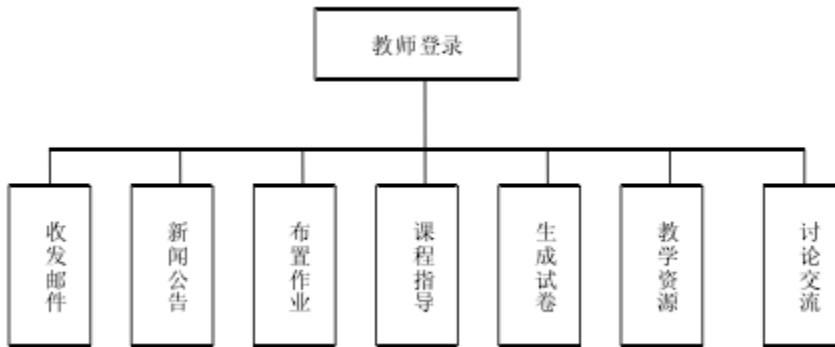 教师登录
收发邮件
新闻公告
布置作业
课程指导
生成试卷
教学资源
讨论交流